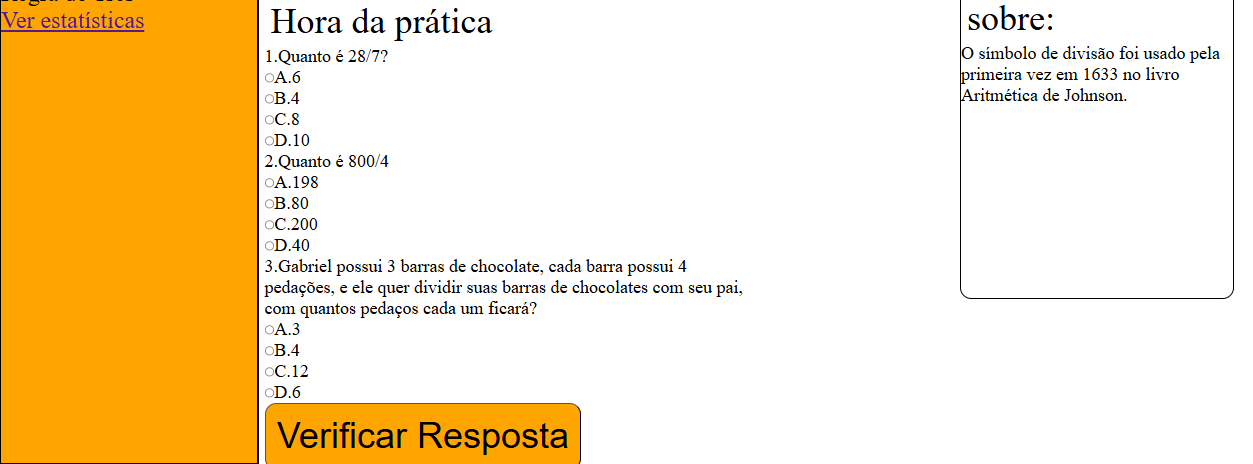 Ver estatísticas
Hora da prática
1.Quanto é 28/7?
A.6
B.4
C.8
D.10
2.Quanto é 800/4
A.198
B.80
C.200
D.40
3.Gabriel possui 3 barras de chocolate, cada barra possui 4
pedações, e ele quer dividir suas barras de chocolates com seu pai,
com quantos pedaços cada um ficará?
A.3
B.4
C.12
D.6
Verificar Resposta
sobre:
O símbolo de divisão foi usado pela
primeira vez em 1633 no livro
Aritmética de Johnson.